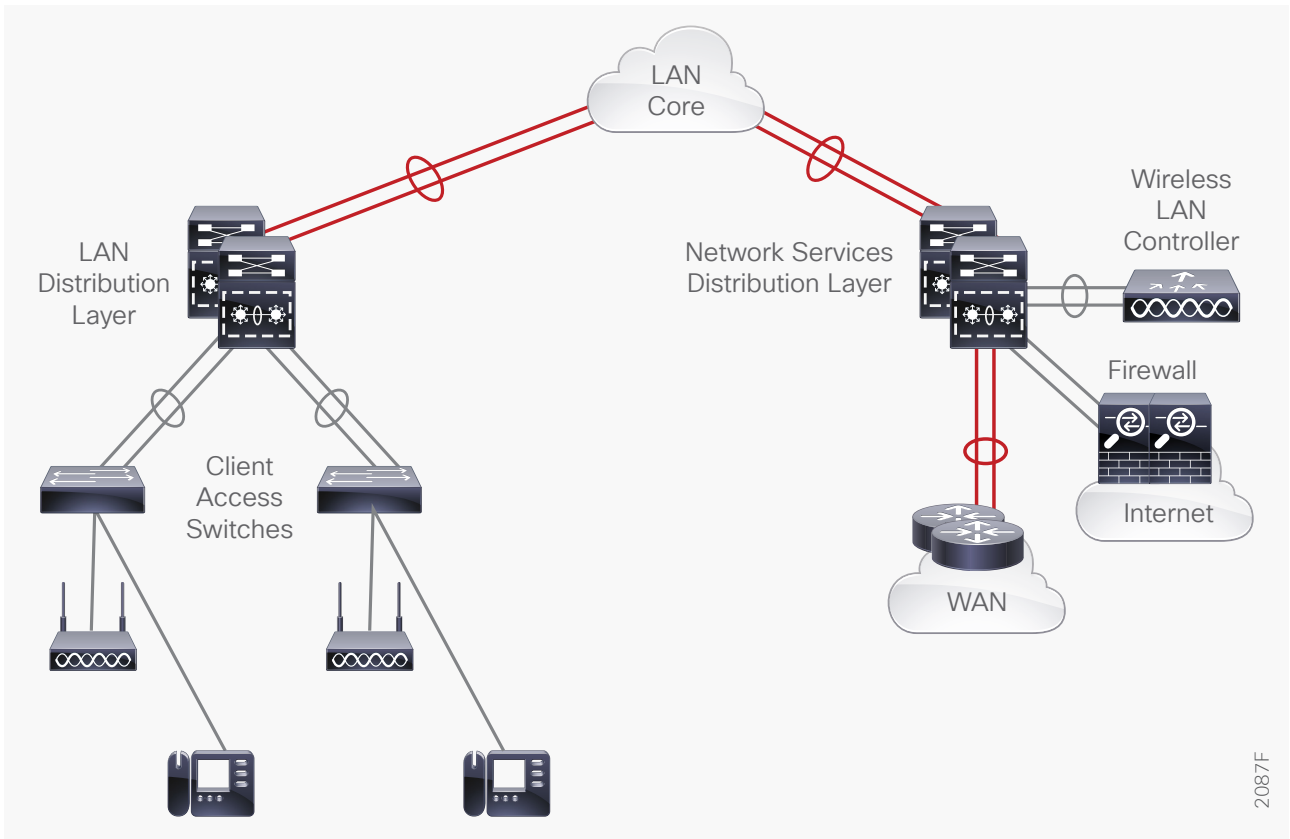 LAN
Core
LAN
Distribution
Layer
Network Services
Distribution Layer
Wireless
LAN
Controller
Firewall
Client
Access
Switches
Internet
WAN
2087F